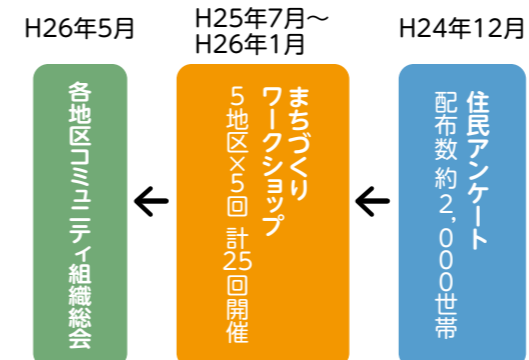 H24年12月
住民アンケート
配布数 約2,000世帯
H25年7月～
H26年1月
まちづくり
ワークショップ
5地区×5回 計25回開催
H26年5月
各地区コミュニティ組織総会